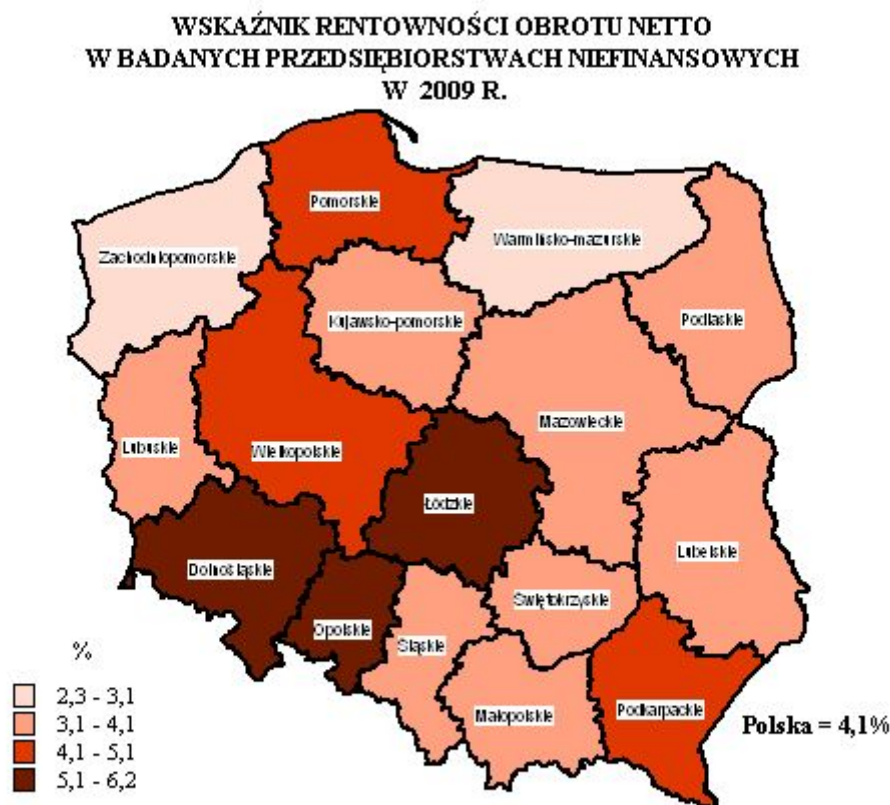 WSKAŹNIK RENTOWNOŚCI OBROTU NETTO
W BADANYCH PRZEDSIĘBIORSTWACH NIEFINANSOWYCH
W 2009 R.
Pomorskie
Warmińsko-mazurskie
Zachodniopomorskie
Kujawsko-pomorskie
Podlaskie
Mazowieckie
Lubuskie
Wielkopolskie
Łódzkie
Lubelskie
Dolnośląskie
Świętokrzyskie
Opolskie
Śląskie
Małopolskie
Podkarpackie
%
2,3 - 3,1
3,1 - 4,1
4,1 - 5,1
5,1 - 6,2
Polska = 4,1%